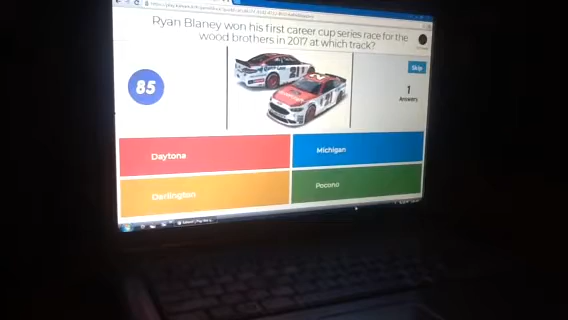 Ryan Blaney won his first career cup series race for the
wood brothers in 2017 at which track?
85
Skip
1
Answers
21
Daytona
Michigan
Darlington
Pocono